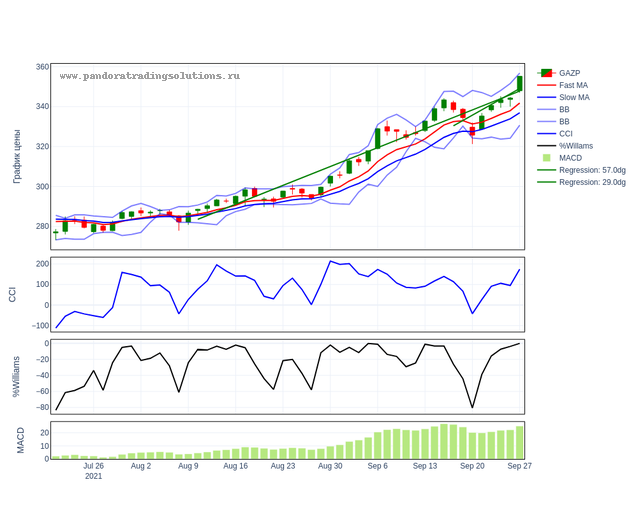 www.pandoratradingsolutions.ru
График цены
360
340
320
300
280
GAZP
Fast MA
Slow MA
BB
BB
CCI
%Willams
MACD
Regression: 57.0dg
Regression: 29.0dg
CCI
200
100
0
−100
%Williams
0
−20
−40
−60
−80
MACD
20
10
0
Jul 26
2021
Aug 2
Aug 9
Aug 16
Aug 23
Aug 30
Sep 6
Sep 13
Sep 20
Sep 27